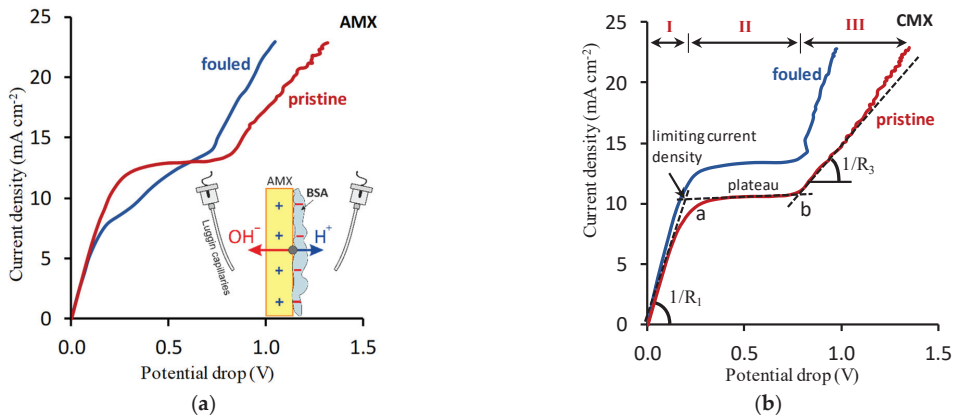 AMX
Current density (mA cm⁻²)
25
20
15
10
5
0
fouled
pristine
AMX
BSA
OH⁻
H⁺
+
+
+
+
Luggin capillaries
0.0
0.5
1.0
1.5
Potential drop (V)
(a)
I
II
III
CMX
Current density (mA cm⁻²)
25
20
15
10
5
0
fouled
pristine
limiting current
density
plateau
a
b
1/R₃
1/R₁
0.0
0.5
1.0
1.5
Potential drop (V)
(b)